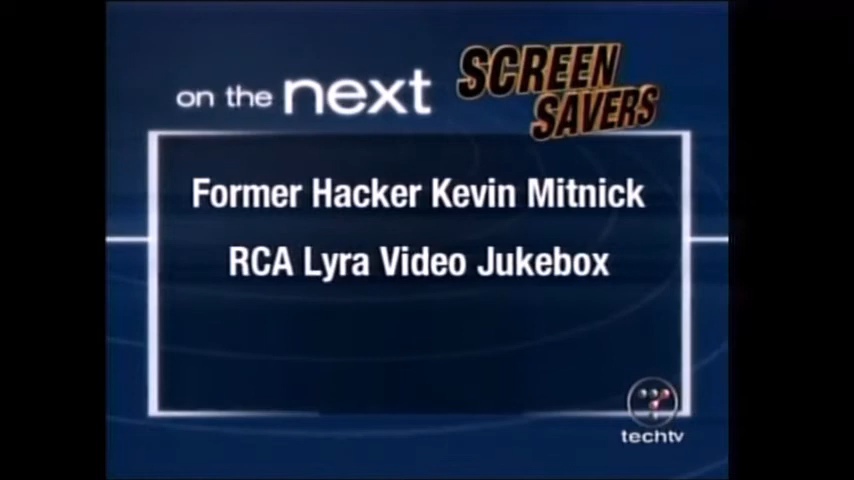 on the next SCREEN SAVERS
Former Hacker Kevin Mitnick
RCA Lyra Video Jukebox
techtv